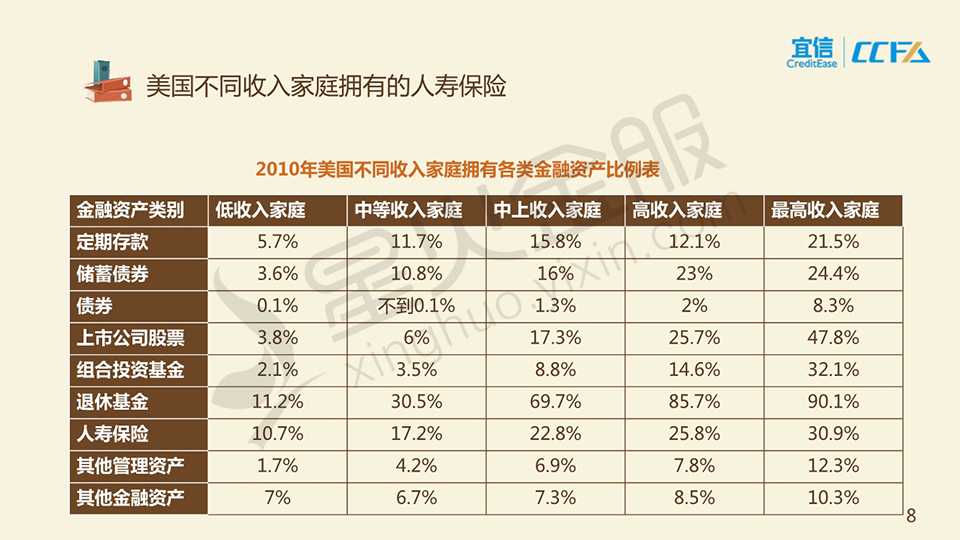 宜信
CreditEase
CCFA
美国不同收入家庭拥有的人寿保险
2010年美国不同收入家庭拥有各类金融资产比例表
金融资产类别 低收入家庭 中等收入家庭 中上收入家庭 高收入家庭 最高收入家庭
定期存款 5.7% 11.7% 15.8% 12.1% 21.5%
储蓄债券 3.6% 10.8% 16% 23% 24.4%
债券 0.1% 不到0.1% 1.3% 2% 8.3%
上市公司股票 3.8% 6% 17.3% 25.7% 47.8%
组合投资基金 2.1% 3.5% 8.8% 14.6% 32.1%
退休基金 11.2% 30.5% 69.7% 85.7% 90.1%
人寿保险 10.7% 17.2% 22.8% 25.8% 30.9%
其他管理资产 1.7% 4.2% 6.9% 7.8% 12.3%
其他金融资产 7% 6.7% 7.3% 8.5% 10.3%
星火金服
xinghuo.yixin.com
8